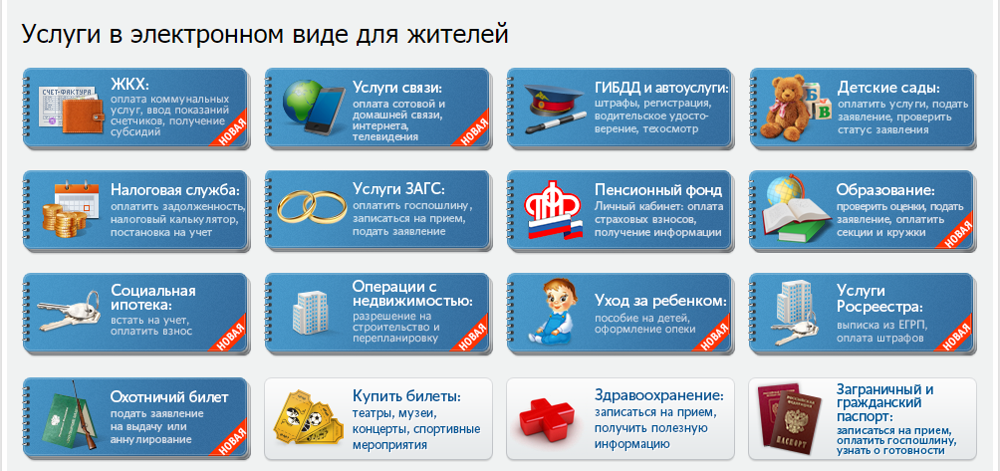 Услуги в электронном виде для жителей
ЖКХ:
оплата коммунальных
услуг, ввод показаний
счетчиков, получение
субсидий
СЧЕТ-ФАКТУРА
НОВАЯ
Услуги связи:
оплата сотовой и
домашней связи,
интернета,
телевидения
НОВАЯ
ГИБДД и автоуслуги:
штрафы, регистрация,
водительское удосто-
верение, техосмотр
Детские сады:
оплатить услуги, подать
заявление, проверить
статус заявления
Б
В
Налоговая служба:
оплатить задолженность,
налоговый калькулятор,
постановка на учет
Услуги ЗАГС:
оплатить госпошлину,
записаться на прием,
подать заявление
Пенсионный фонд
Личный кабинет: оплата
страховых взносов,
получение информации
Образование:
проверить оценки, подать
заявление, оплатить
секции и кружки
НОВАЯ
Социальная
ипотека:
встать на учет,
оплатить взнос
НОВАЯ
Операции с
недвижимостью:
разрешение на
строительство и
перепланировку
НОВАЯ
Уход за ребенком:
пособие на детей,
оформление опеки
НОВАЯ
Услуги
Росреестра:
выписка из ЕГРП,
оплата штрафов
НОВАЯ
Охотничий билет
подать заявление
на выдачу или
аннулирование
НОВАЯ
Купить билеты:
театры, музеи,
концерты, спортивные
мероприятия
Здравоохранение:
записаться на прием,
получить полезную
информацию
Заграничный и
гражданский
паспорт:
записаться на прием,
оплатить госпошлину,
узнать о готовности
ПАСПОРТ